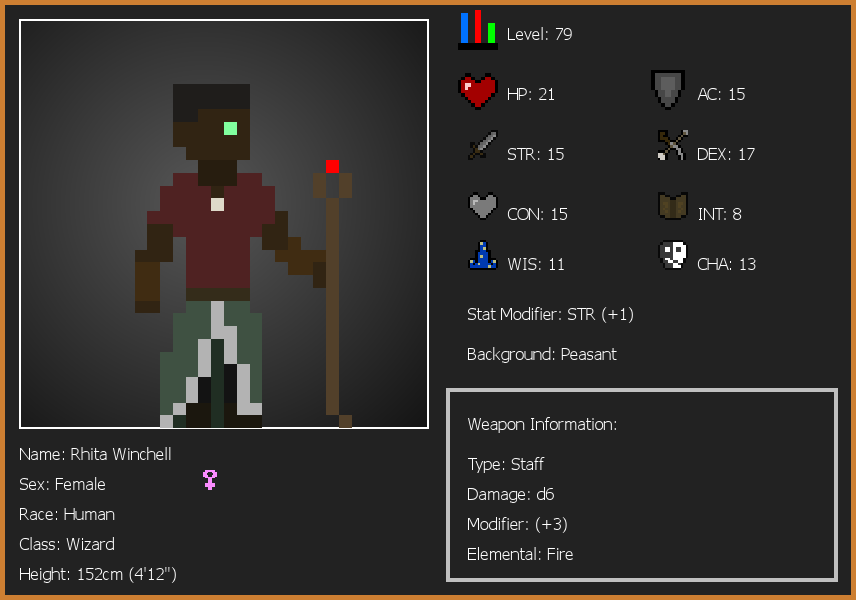 Level: 79
HP: 21
AC: 15
STR: 15
DEX: 17
CON: 15
INT: 8
WIS: 11
CHA: 13
Stat Modifier: STR (+1)
Background: Peasant
Weapon Information:
Type: Staff
Damage: d6
Modifier: (+3)
Elemental: Fire
Name: Rhita Winchell
Sex: Female
Race: Human
Class: Wizard
Height: 152cm (4'12")